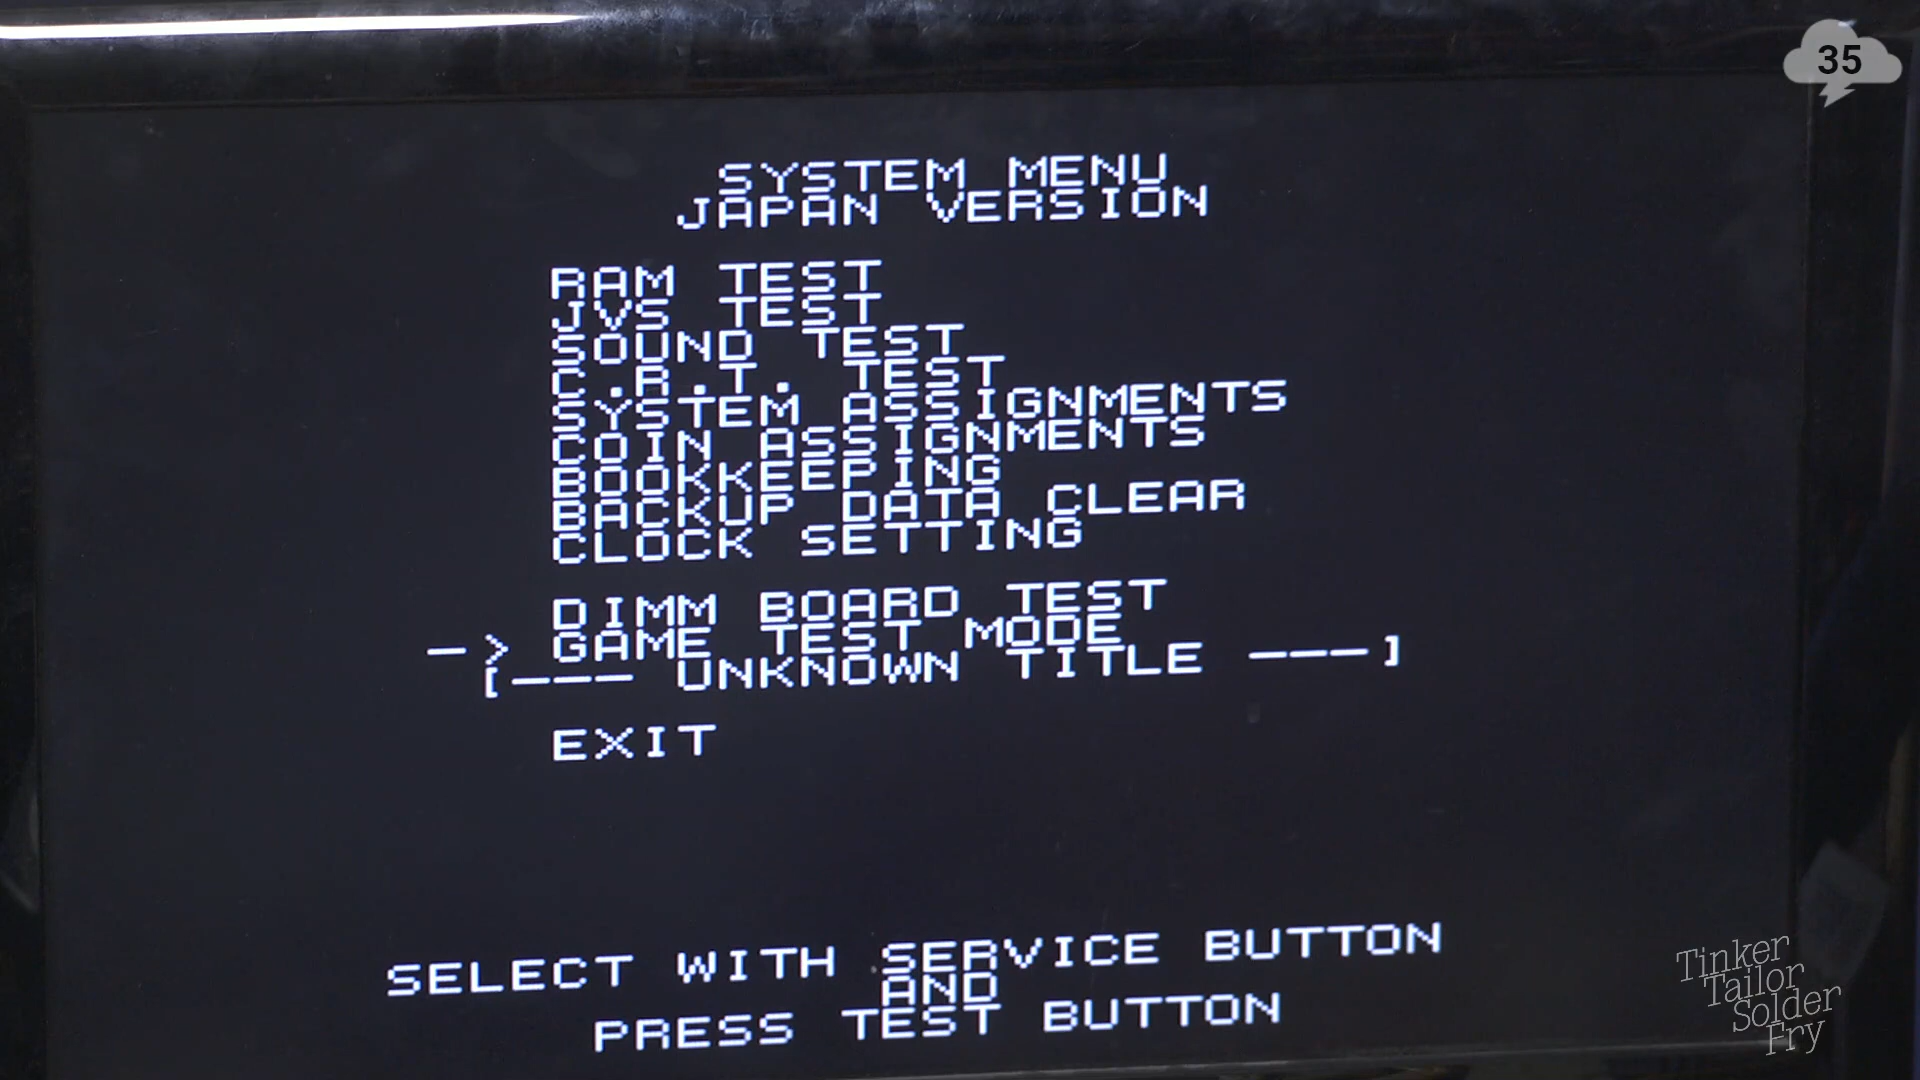 35
SYSTEM MENU
JAPAN VERSION
RAM TEST
JVS TEST
SOUND TEST
C.R.T. TEST
SYSTEM ASSIGNMENTS
COIN ASSIGNMENTS
BOOKKEEPING
BACKUP DATA CLEAR
CLOCK SETTING
DIMM BOARD TEST
-> GAME TEST MODE
[--- UNKNOWN TITLE ---]
EXIT
SELECT WITH SERVICE BUTTON
AND
PRESS TEST BUTTON
Tinker
Tailor
Solder
Fry